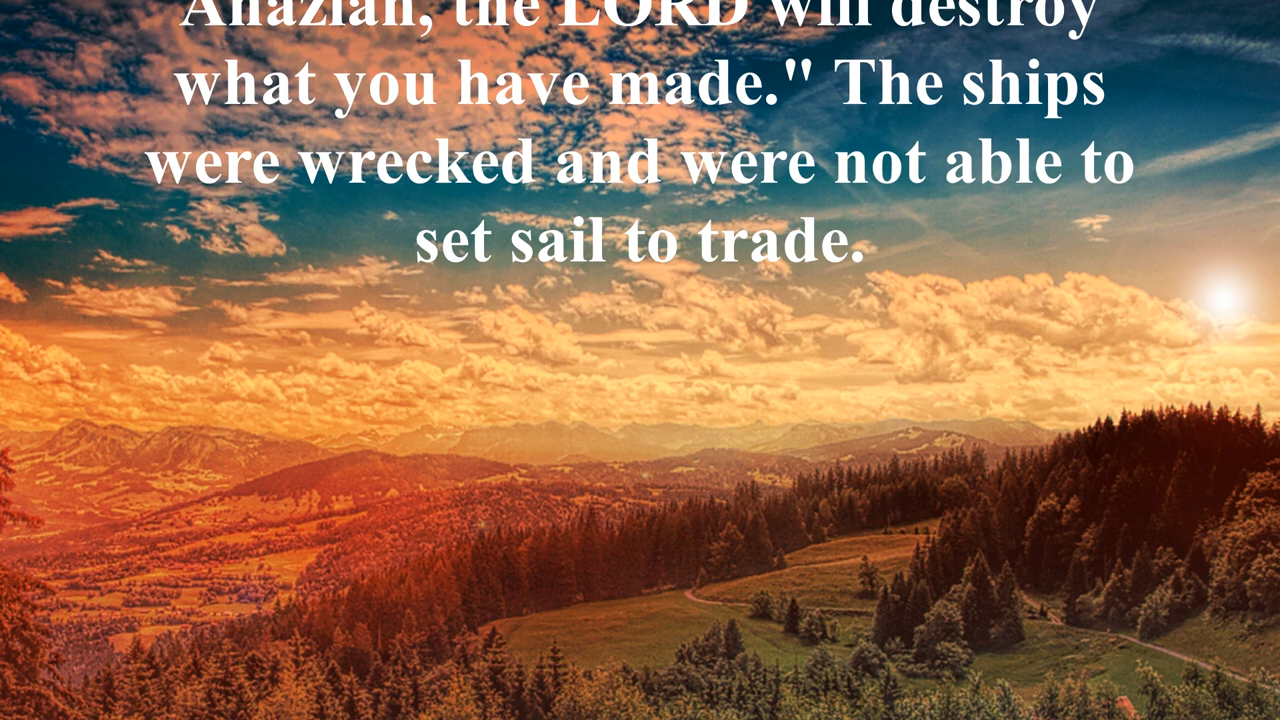 Ahaziah, the LORD will destroy
what you have made." The ships
were wrecked and were not able to
set sail to trade.